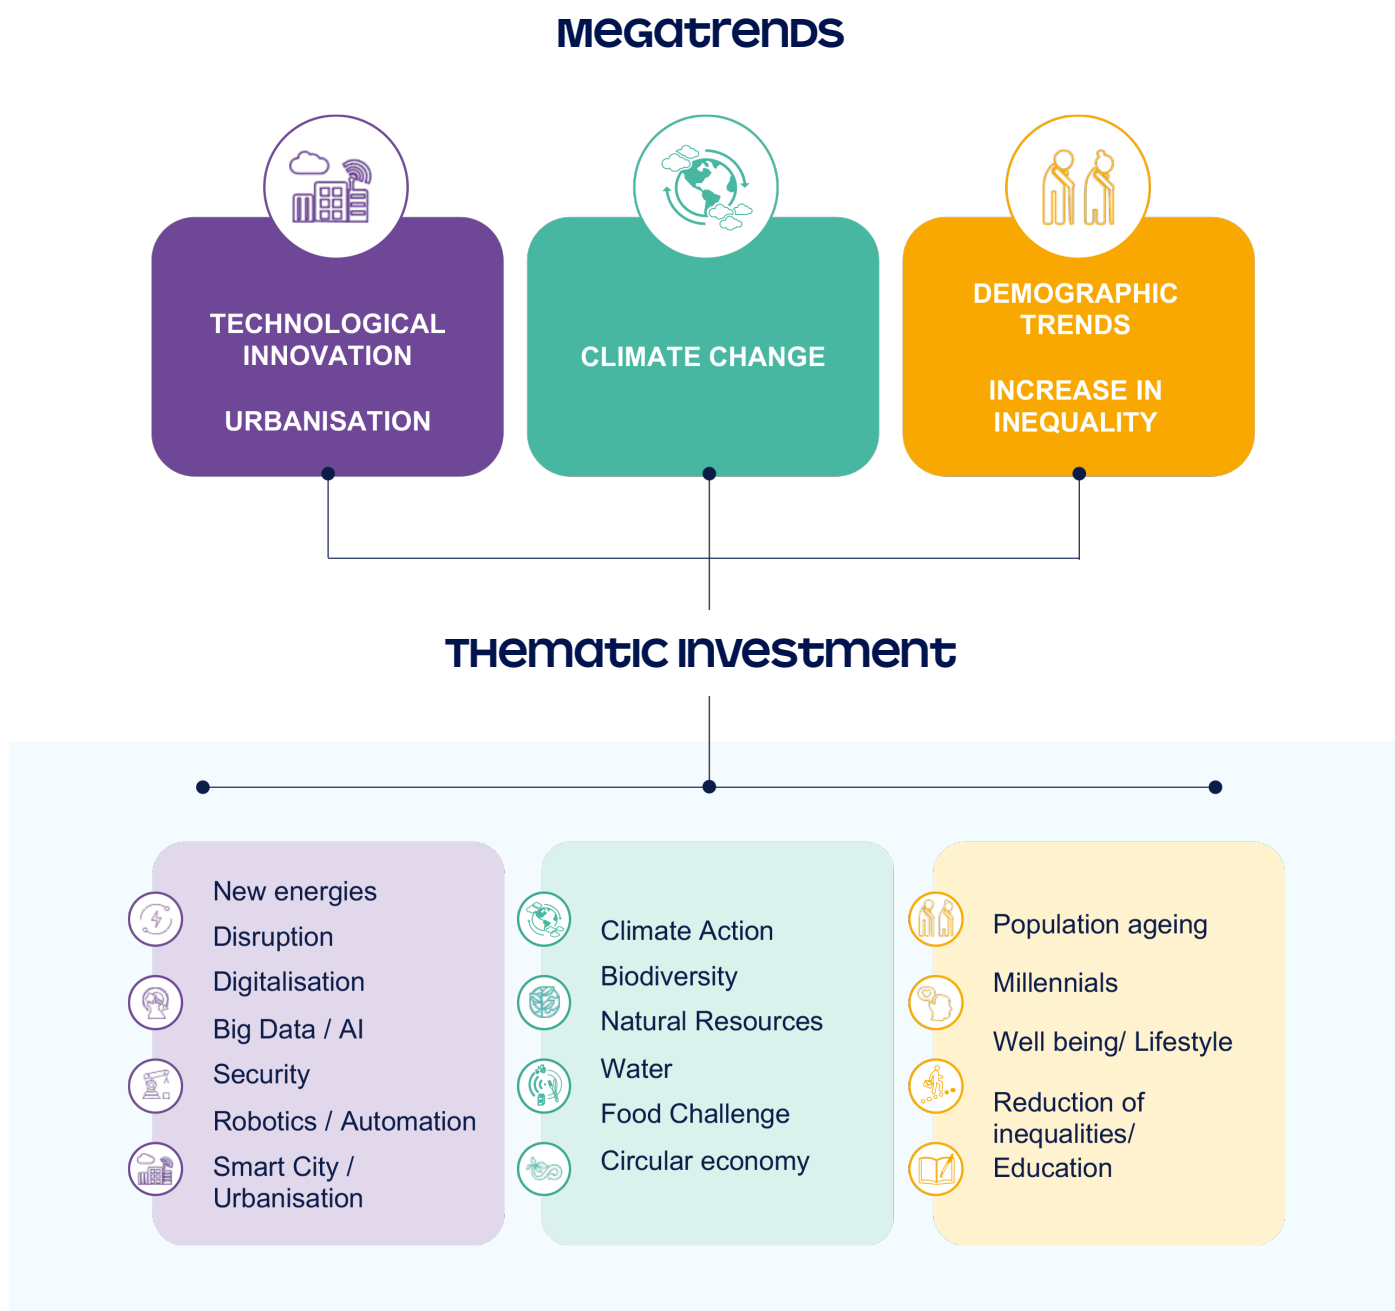 Megatrends
TECHNOLOGICAL
INNOVATION
URBANISATION
CLIMATE CHANGE
DEMOGRAPHIC
TRENDS
INCREASE IN
INEQUALITY
Thematic Investment
New energies
Disruption
Digitalisation
Big Data / AI
Security
Robotics / Automation
Smart City /
Urbanisation
Climate Action
Biodiversity
Natural Resources
Water
Food Challenge
Circular economy
Population ageing
Millennials
Well being/ Lifestyle
Reduction of
inequalities/
Education